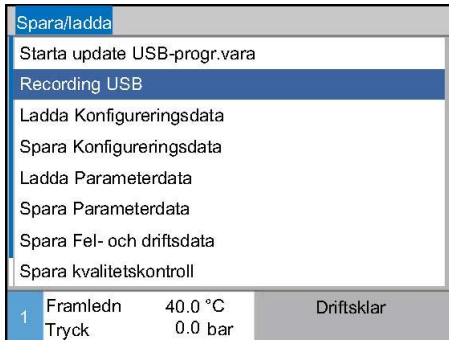 Spara/ladda
Starta update USB-progr.vara
Recording USB
Ladda Konfigureringsdata
Spara Konfigureringsdata
Ladda Parameterdata
Spara Parameterdata
Spara Fel- och driftsdata
Spara kvalitetskontroll
1 Framledn 40.0 °C Driftsklar
Tryck 0.0 bar